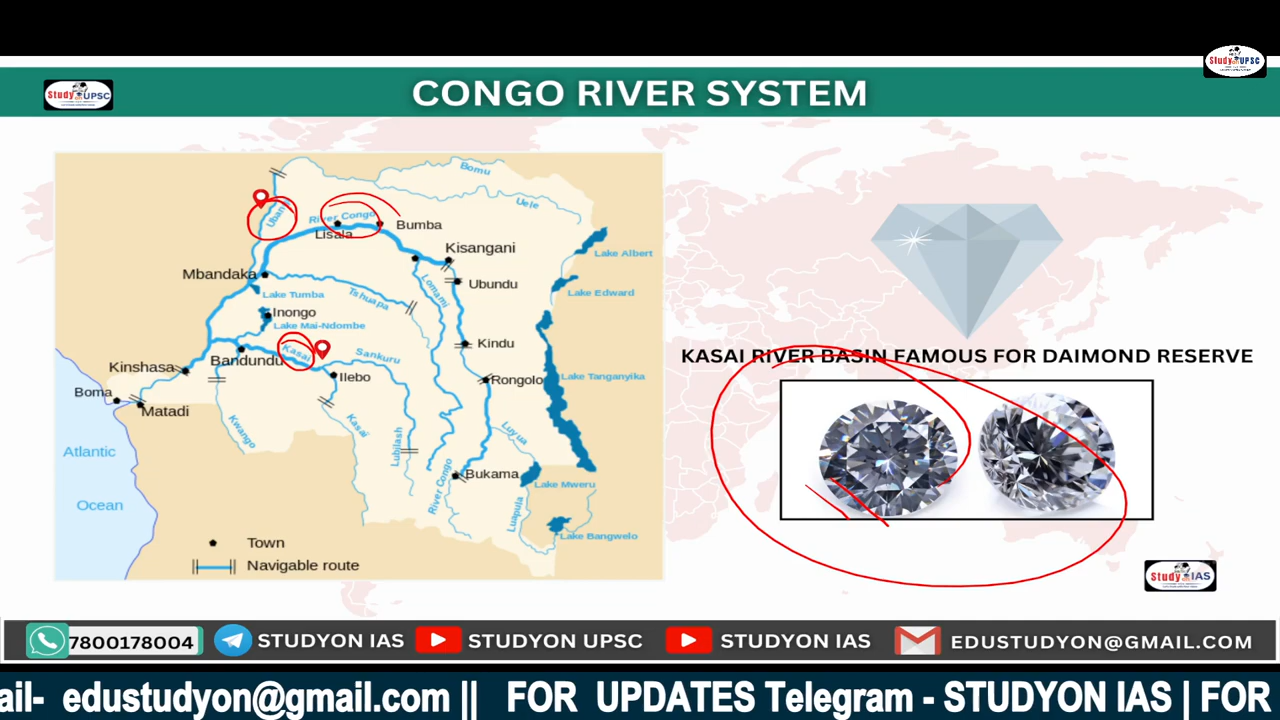 Study UPSC
CONGO RIVER SYSTEM
Study UPSC
Bomu
Uele
Uban
River Congo
Lisala
Bumba
Kisangani
Lake Albert
Mbandaka
Ubundu
Lake Edward
Lake Tumba
Tshuapa
Lomami
Inongo
Lake Mai-Ndombe
Kindu
Kasai
Sankuru
Bandundu
Kinshasa
Ilebo
Rongolo
Lake Tanganyika
Boma
Matadi
Kwango
Kasai
Lubilash
Luyua
Atlantic
Ocean
River Congo
Bukama
Lake Mweru
Luapula
Lake Bangwelo
Town
Navigable route
KASAI RIVER BASIN FAMOUS FOR DAIMOND RESERVE
Study IAS
7800178004
STUDYON IAS
STUDYON UPSC
STUDYON IAS
EDUSTUDYON@GMAIL.COM
ail- edustudyon@gmail.com || FOR UPDATES Telegram - STUDYON IAS | FOR